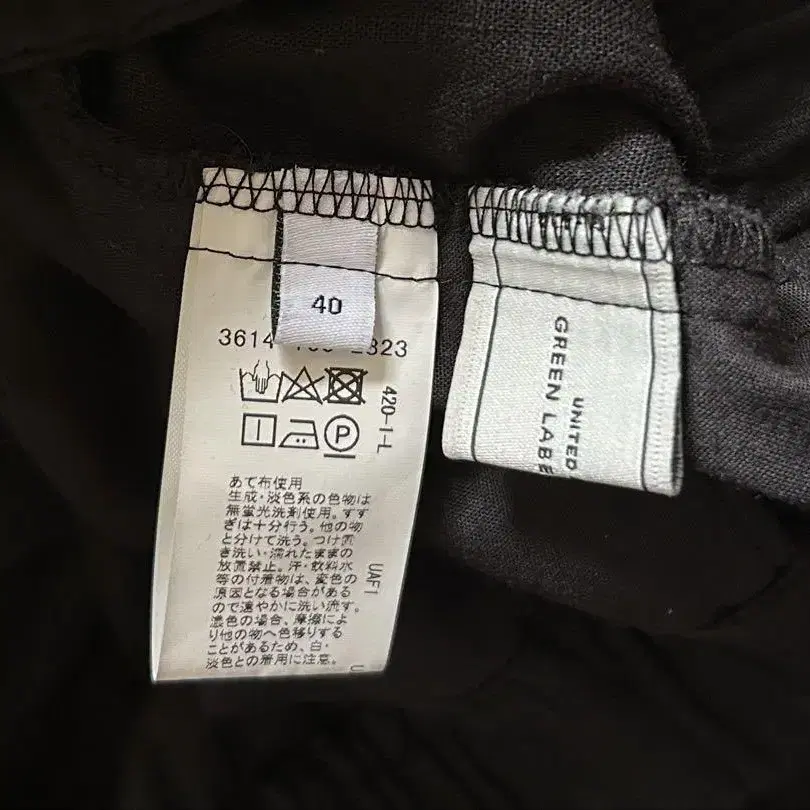 40
3614
2823
420-1-L
P
あて布使用
生成・淡色系の色物は
無蛍光洗剤使用。すす
ぎは十分行う。他の物
と分けて洗う。つけ置
き洗い・濡れたままの
放置禁止。汗・飲料水
等の付着物は、変色の
原因となる場合がある
ので速やかに洗い流す。
濃色の場合、摩擦によ
り他の物へ色移りする
ことがあるため、白・
淡色との着用に注意。
UAF1
UNITED
GREEN LABE